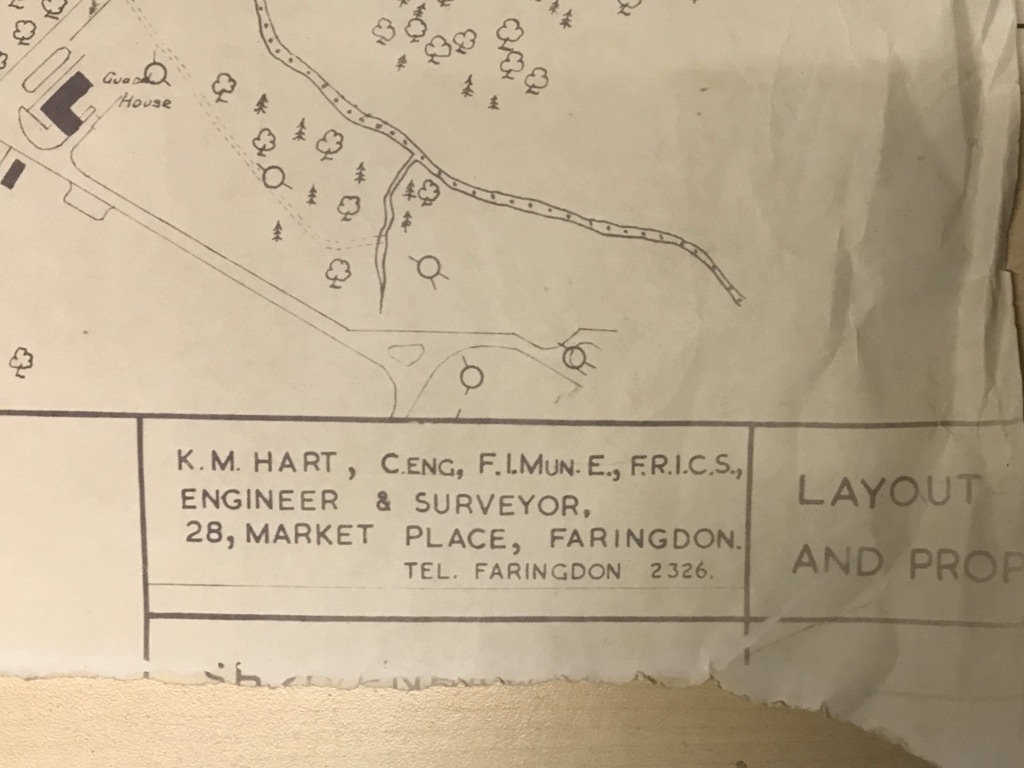 Guard
House
K.M. HART, C.ENG, F.I.MUN.E., F.R.I.C.S.,
ENGINEER & SURVEYOR,
28, MARKET PLACE, FARINGDON.
TEL. FARINGDON 2326.
LAYOUT
AND PROP